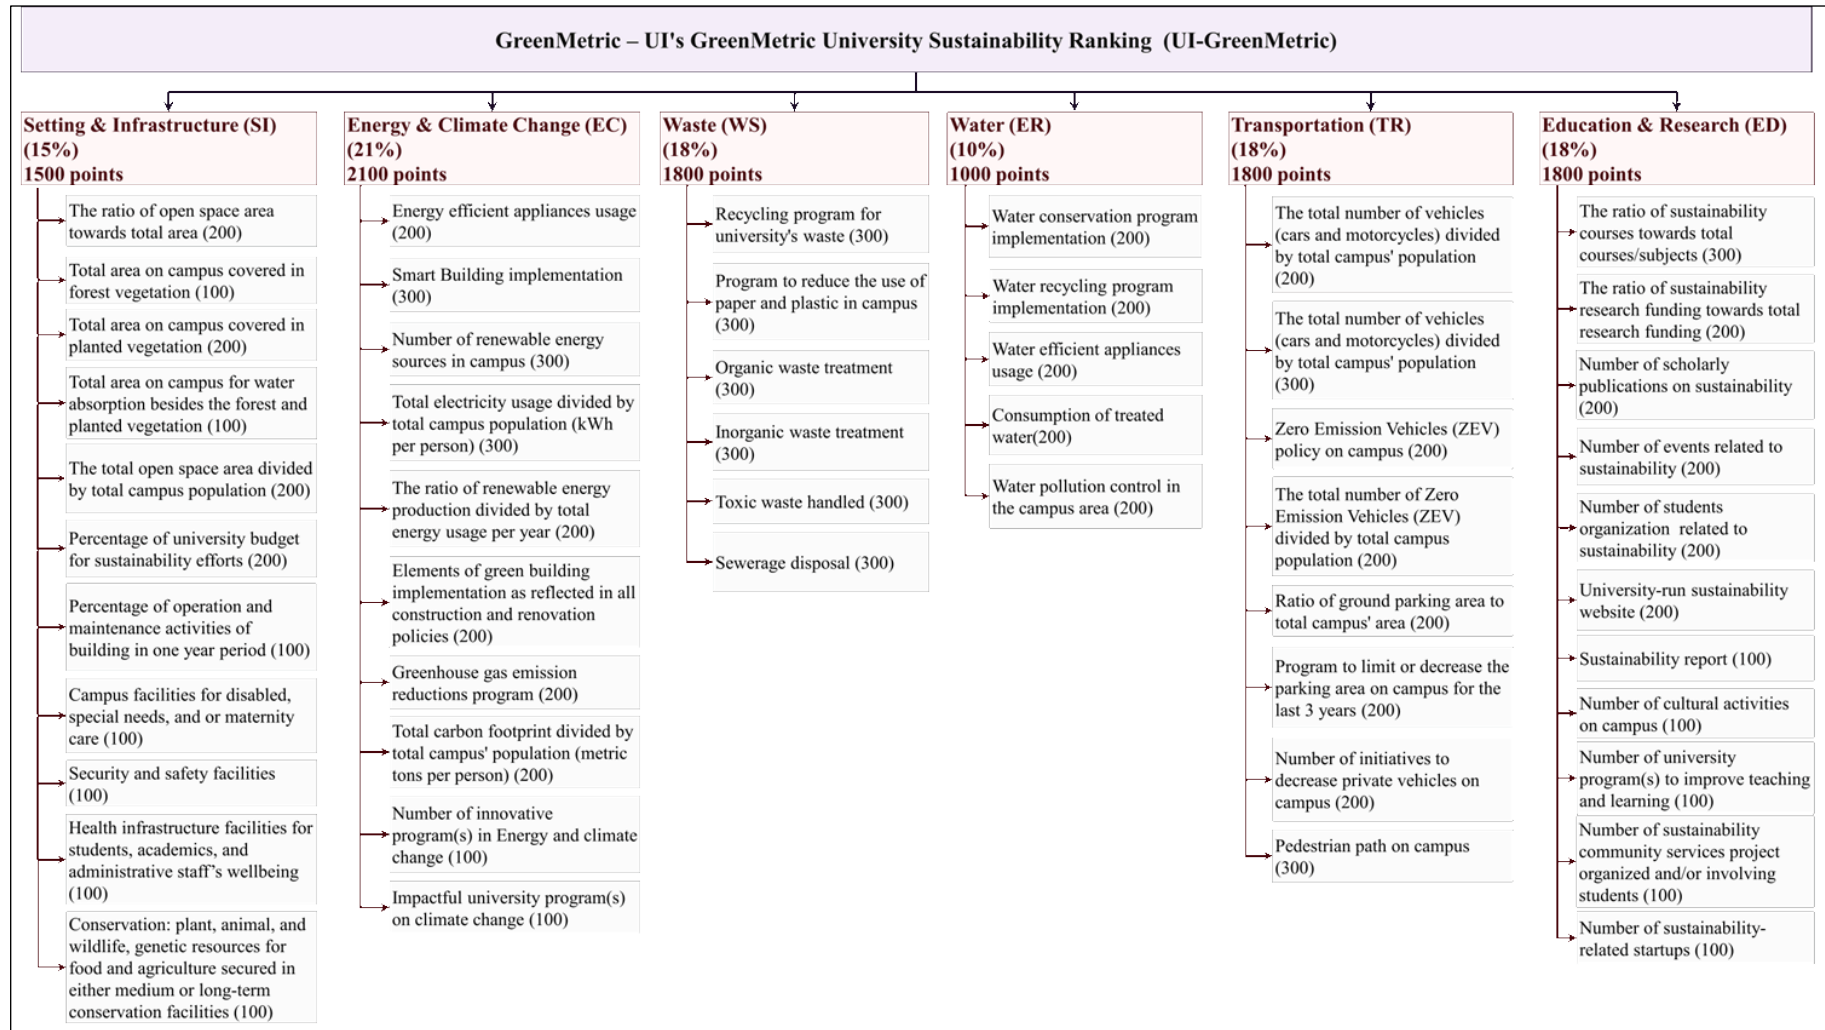 GreenMetric – UI's GreenMetric University Sustainability Ranking (UI-GreenMetric)
Setting & Infrastructure (SI)
(15%)
1500 points
The ratio of open space area
towards total area (200)
Total area on campus covered in
forest vegetation (100)
Total area on campus covered in
planted vegetation (200)
Total area on campus for water
absorption besides the forest and
planted vegetation (100)
The total open space area divided
by total campus population (200)
Percentage of university budget
for sustainability efforts (200)
Percentage of operation and
maintenance activities of
building in one year period (100)
Campus facilities for disabled,
special needs, and or maternity
care (100)
Security and safety facilities
(100)
Health infrastructure facilities for
students, academics, and
administrative staff's wellbeing
(100)
Conservation: plant, animal, and
wildlife, genetic resources for
food and agriculture secured in
either medium or long-term
conservation facilities (100)
Energy & Climate Change (EC)
(21%)
2100 points
Energy efficient appliances usage
(200)
Smart Building implementation
(300)
Number of renewable energy
sources in campus (300)
Total electricity usage divided by
total campus population (kWh
per person) (300)
The ratio of renewable energy
production divided by total
energy usage per year (200)
Elements of green building
implementation as reflected in all
construction and renovation
policies (200)
Greenhouse gas emission
reductions program (200)
Total carbon footprint divided by
total campus' population (metric
tons per person) (200)
Number of innovative
program(s) in Energy and climate
change (100)
Impactful university program(s)
on climate change (100)
Waste (WS)
(18%)
1800 points
Recycling program for
university's waste (300)
Program to reduce the use of
paper and plastic in campus
(300)
Organic waste treatment
(300)
Inorganic waste treatment
(300)
Toxic waste handled (300)
Sewerage disposal (300)
Water (ER)
(10%)
1000 points
Water conservation program
implementation (200)
Water recycling program
implementation (200)
Water efficient appliances
usage (200)
Consumption of treated
water(200)
Water pollution control in
the campus area (200)
Transportation (TR)
(18%)
1800 points
The total number of vehicles
(cars and motorcycles) divided
by total campus' population
(200)
The total number of vehicles
(cars and motorcycles) divided
by total campus' population
(300)
Zero Emission Vehicles (ZEV)
policy on campus (200)
The total number of Zero
Emission Vehicles (ZEV)
divided by total campus
population (200)
Ratio of ground parking area to
total campus' area (200)
Program to limit or decrease the
parking area on campus for the
last 3 years (200)
Number of initiatives to
decrease private vehicles on
campus (200)
Pedestrian path on campus
(300)
Education & Research (ED)
(18%)
1800 points
The ratio of sustainability
courses towards total
courses/subjects (300)
The ratio of sustainability
research funding towards total
research funding (200)
Number of scholarly
publications on sustainability
(200)
Number of events related to
sustainability (200)
Number of students
organization related to
sustainability (200)
University-run sustainability
website (200)
Sustainability report (100)
Number of cultural activities
on campus (100)
Number of university
program(s) to improve teaching
and learning (100)
Number of sustainability
community services project
organized and/or involving
students (100)
Number of sustainability-
related startups (100)